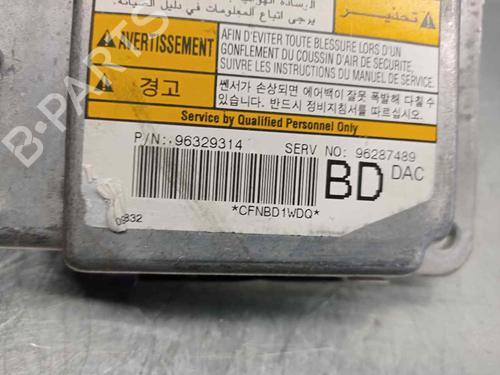 يرجى اتباع المعلومات في دليل الصيانة.
تحذير
AVERTISSEMENT
AFIN D'EVITER TOUTE BLESSURE LORS D'UN
GONFLEMENT DU COUSSIN D'AIR DE SECURITE,
SUIVRE LES INSTRUCTIONS DU MANUEL DE SERVICE.
경고
쎈서가 손상되면 에어백이 잘못 폭발해 다칠 수
있습니다. 반드시 정비지침서를 따르십시오.
Service by Qualified Personnel Only
P/N: 96329314
SERV NO: 96287489
BD DAC
*CFNBD1WDQ*
B-PARTS